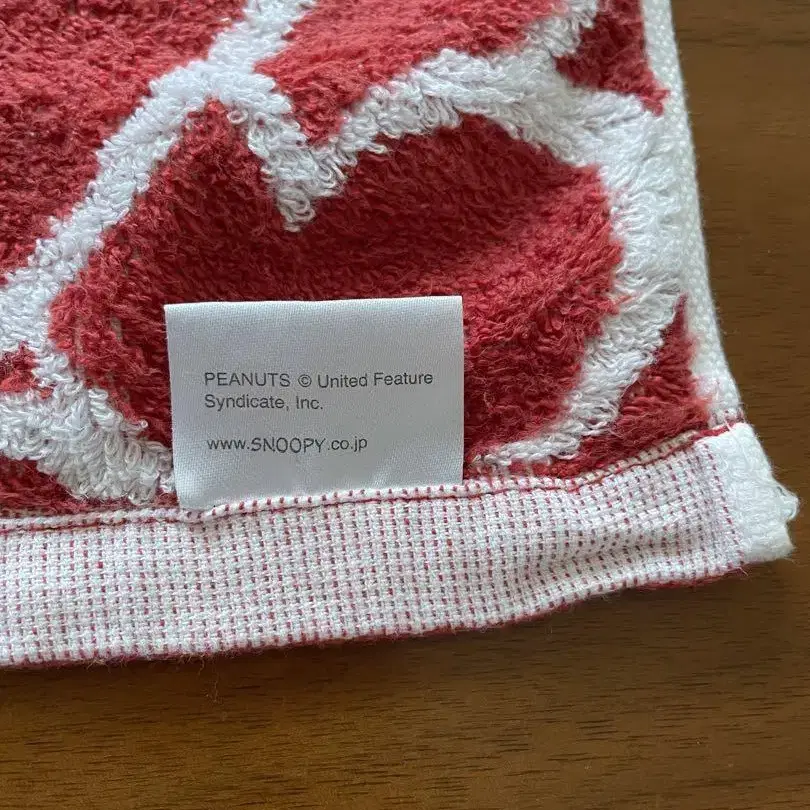 PEANUTS © United Feature
Syndicate, Inc.
www.SNOOPY.co.jp